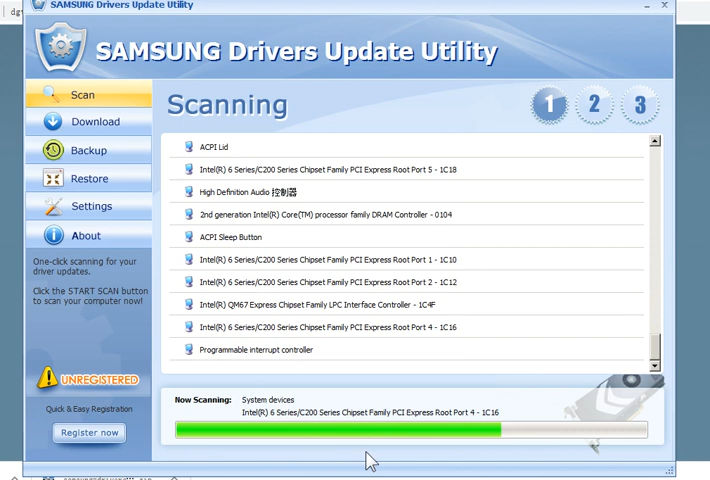 SAMSUNG Drivers Update Utility
SAMSUNG Drivers Update Utility
Scan
Download
Backup
Restore
Settings
About
One-click scanning for your
driver updates.
Click the START SCAN button
to scan your computer now!
UNREGISTERED
Quick & Easy Registration
Register now
Scanning
1
2
3
ACPI Lid
Intel(R) 6 Series/C200 Series Chipset Family PCI Express Root Port 5 - 1C18
High Definition Audio 控制器
2nd generation Intel(R) Core(TM) processor family DRAM Controller - 0104
ACPI Sleep Button
Intel(R) 6 Series/C200 Series Chipset Family PCI Express Root Port 1 - 1C10
Intel(R) 6 Series/C200 Series Chipset Family PCI Express Root Port 2 - 1C12
Intel(R) QM67 Express Chipset Family LPC Interface Controller - 1C4F
Intel(R) 6 Series/C200 Series Chipset Family PCI Express Root Port 4 - 1C16
Programmable interrupt controller
Now Scanning: System devices
Intel(R) 6 Series/C200 Series Chipset Family PCI Express Root Port 4 - 1C16